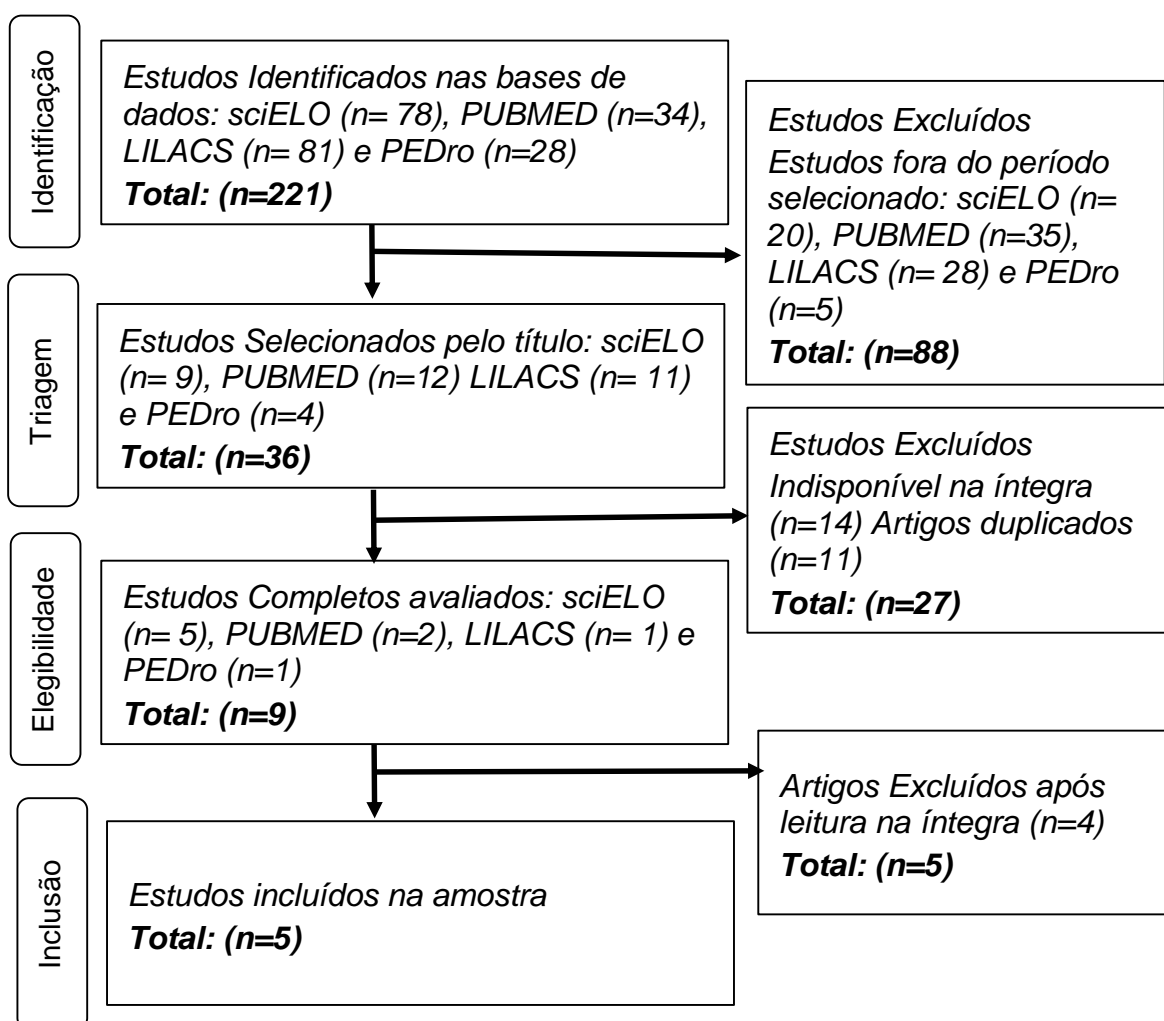 Identificação
Estudos Identificados nas bases de
dados: sciELO (n= 78), PUBMED (n=34),
LILACS (n= 81) e PEDro (n=28)
Total: (n=221)
Estudos Excluídos
Estudos fora do período
selecionado: sciELO (n=
20), PUBMED (n=35),
LILACS (n= 28) e PEDro
(n=5)
Total: (n=88)
Triagem
Estudos Selecionados pelo título: sciELO
(n= 9), PUBMED (n=12) LILACS (n= 11)
e PEDro (n=4)
Total: (n=36)
Estudos Excluídos
Indisponível na íntegra
(n=14) Artigos duplicados
(n=11)
Total: (n=27)
Elegibilidade
Estudos Completos avaliados: sciELO
(n= 5), PUBMED (n=2), LILACS (n= 1) e
PEDro (n=1)
Total: (n=9)
Artigos Excluídos após
leitura na íntegra (n=4)
Total: (n=5)
Inclusão
Estudos incluídos na amostra
Total: (n=5)